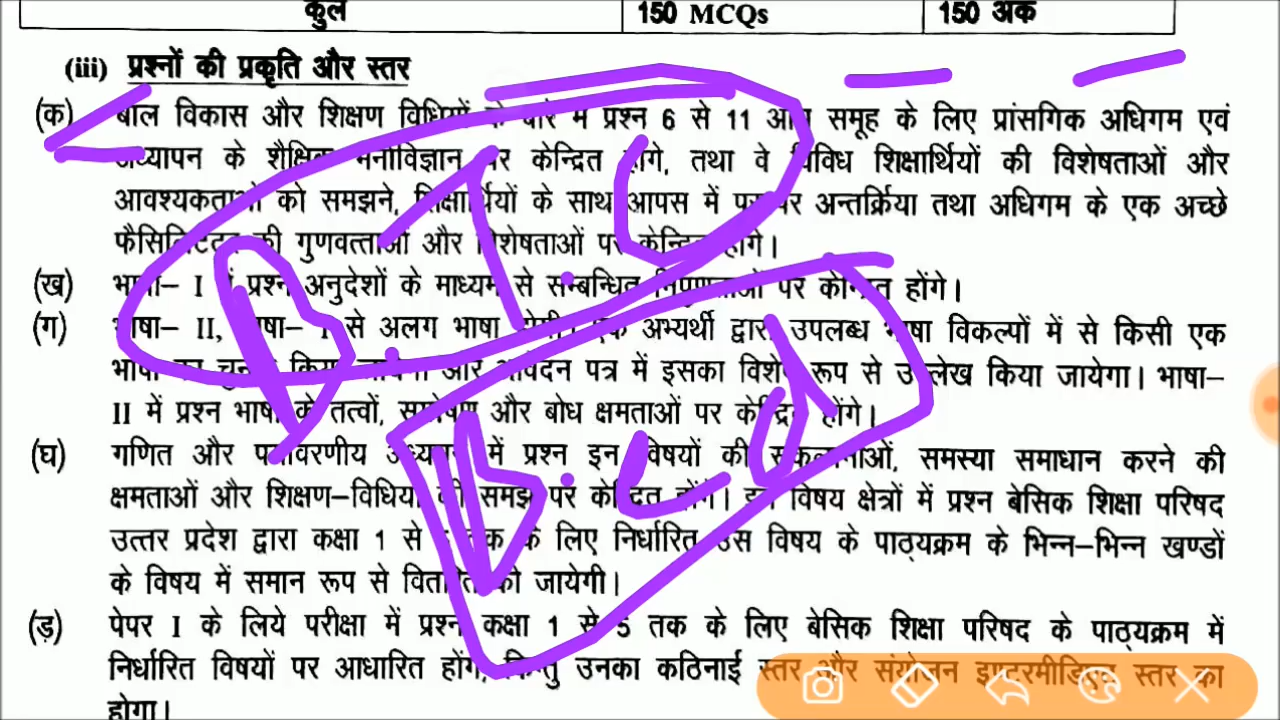 कुल 150 MCQs 150 अंक
(iii) प्रश्नों की प्रकृति और स्तर
(क) बाल विकास और शिक्षण विधियों के बारे में प्रश्न 6 से 11 आयु समूह के लिए प्रांसगिक अधिगम एवं
अध्यापन के शैक्षिक मनोविज्ञान पर केन्द्रित होंगे, तथा वे विविध शिक्षार्थियों की विशेषताओं और
आवश्यकताओं को समझने, शिक्षार्थियों के साथ आपस में परस्पर अन्तर्क्रिया तथा अधिगम के एक अच्छे
फैसिलिटेटर की गुणवत्ताओं और विशेषताओं पर केन्द्रित होंगे।
(ख) भाषा– I में प्रश्न अनुदेशों के माध्यम से सम्बन्धित निपुणताओं पर केन्द्रित होंगे।
(ग) भाषा– II, भाषा– I से अलग भाषा होगी। एक अभ्यर्थी द्वारा उपलब्ध भाषा विकल्पों में से किसी एक
भाषा का चुनाव किया जायेगा और आवेदन पत्र में इसका विशेष रूप से उल्लेख किया जायेगा। भाषा–
II में प्रश्न भाषा के तत्वों, सम्प्रेषण और बोध क्षमताओं पर केन्द्रित होंगे।
(घ) गणित और पर्यावरणीय अध्ययन में प्रश्न इन विषयों की संकल्पनाओं, समस्या समाधान करने की
क्षमताओं और शिक्षण–विधियों की समझ पर केन्द्रित होंगे। इन विषय क्षेत्रों में प्रश्न बेसिक शिक्षा परिषद
उत्तर प्रदेश द्वारा कक्षा 1 से 5 तक के लिए निर्धारित उस विषय के पाठ्यक्रम के भिन्न–भिन्न खण्डों
के विषय में समान रूप से वितरित की जायेगी।
(ड़) पेपर I के लिये परीक्षा में प्रश्न कक्षा 1 से 5 तक के लिए बेसिक शिक्षा परिषद के पाठ्यक्रम में
निर्धारित विषयों पर आधारित होंगे, किन्तु उनका कठिनाई स्तर और संयोजन इण्टरमीडिएट स्तर का
होगा।
B.T.C
B.ed